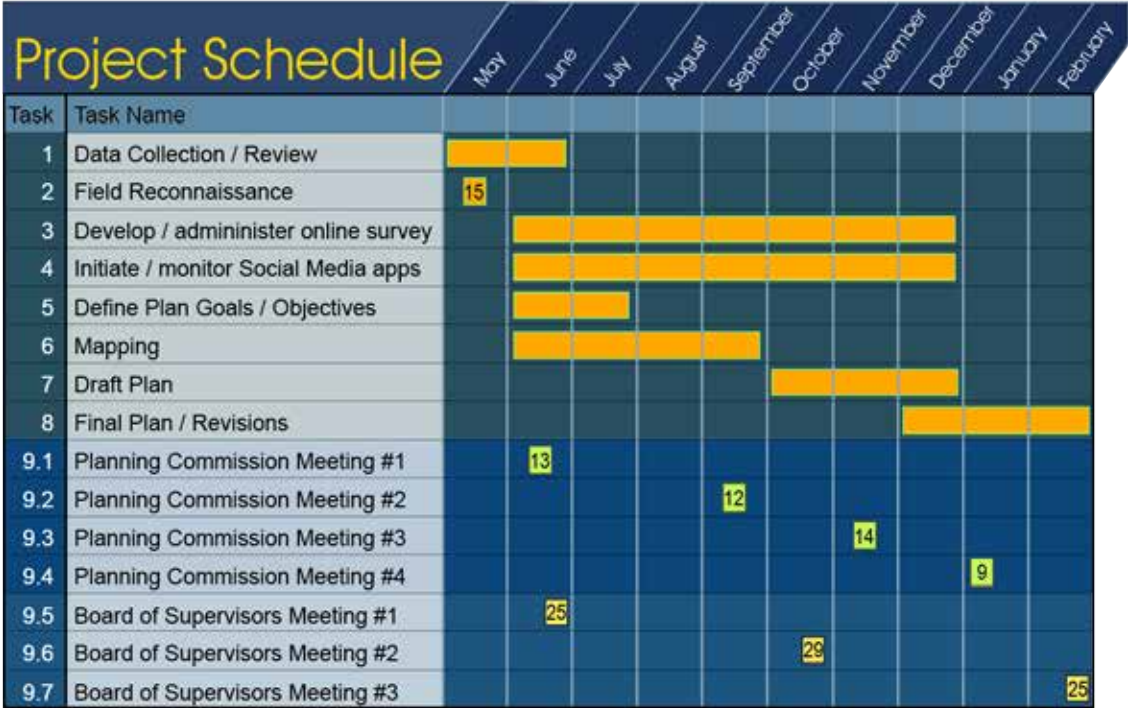 Project Schedule
May June July August September October November December January February
Task Task Name
1 Data Collection / Review
2 Field Reconnaissance 15
3 Develop / admininister online survey
4 Initiate / monitor Social Media apps
5 Define Plan Goals / Objectives
6 Mapping
7 Draft Plan
8 Final Plan / Revisions
9.1 Planning Commission Meeting #1 13
9.2 Planning Commission Meeting #2 12
9.3 Planning Commission Meeting #3 14
9.4 Planning Commission Meeting #4 9
9.5 Board of Supervisors Meeting #1 25
9.6 Board of Supervisors Meeting #2 29
9.7 Board of Supervisors Meeting #3 25